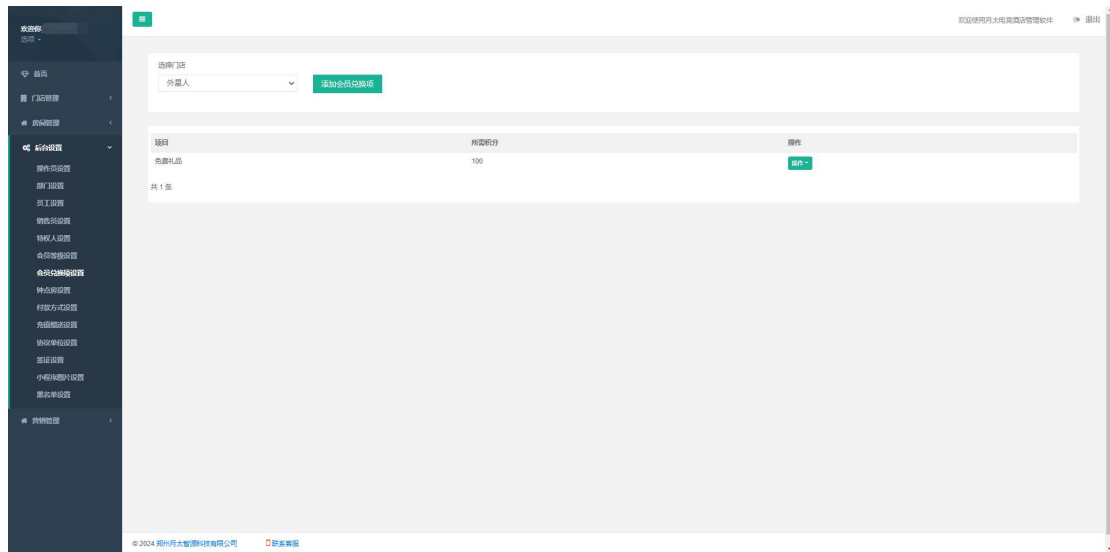 欢迎你
选项
欢迎使用月太电竞酒店管理软件
退出
首页
门店管理
房间管理
后台设置
操作员设置
部门设置
员工设置
销售员设置
特权人设置
会员等级设置
会员兑换项设置
钟点房设置
付款方式设置
充值赠送设置
协议单位设置
签证设置
小程序图片设置
黑名单设置
营销管理
选择门店
外星人
添加会员兑换项
项目 所需积分 操作
免费礼品 100 操作
共 1 条
© 2024 郑州月太智源科技有限公司 联系客服